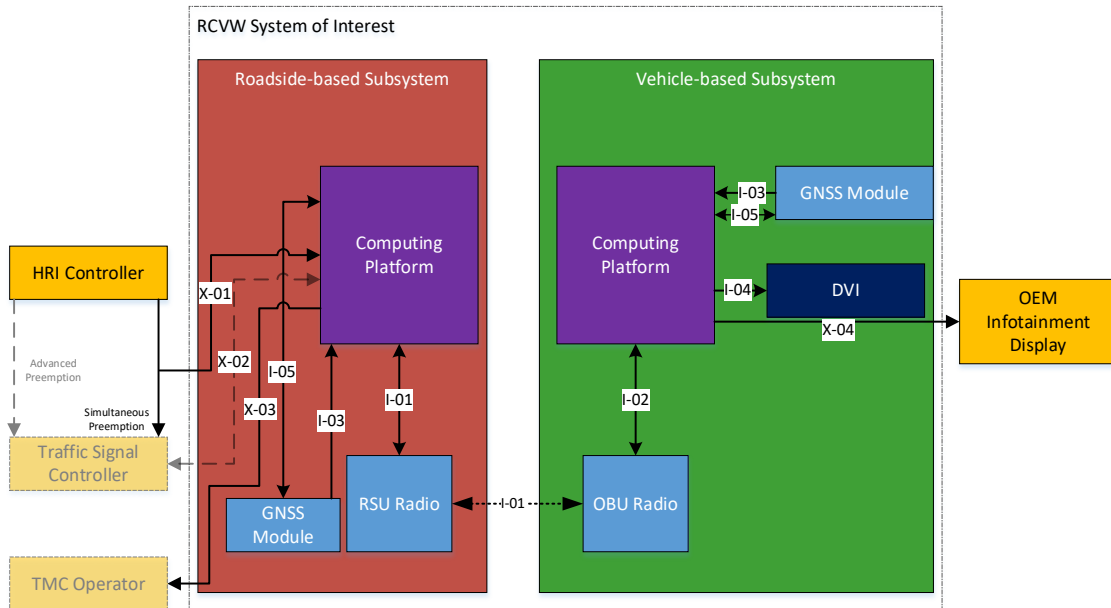 RCVW System of Interest
Roadside-based Subsystem
Vehicle-based Subsystem
Computing
Platform
Computing
Platform
I-03
I-05
GNSS Module
I-04
DVI
X-04
OEM
Infotainment
Display
HRI Controller
X-01
X-02
I-05
X-03
I-03
I-01
I-02
Advanced
Preemption
Simultaneous
Preemption
Traffic Signal
Controller
GNSS
Module
RSU Radio
I-01
OBU Radio
TMC Operator